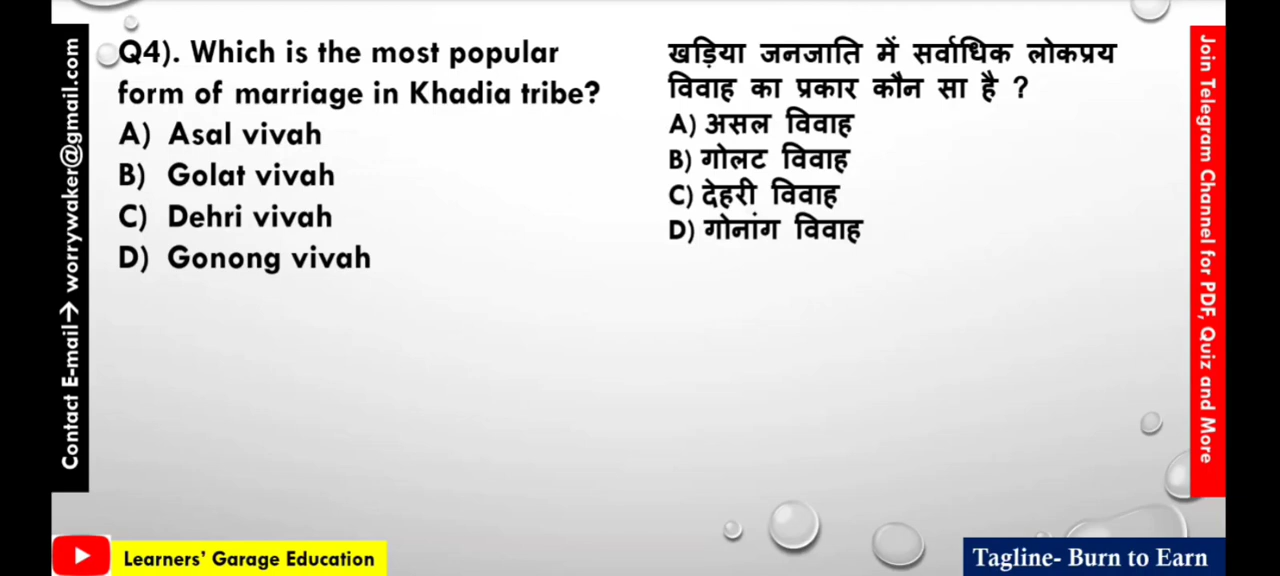 Contact E-mail→ worrywaker@gmail.com
Q4). Which is the most popular
form of marriage in Khadia tribe?
A) Asal vivah
B) Golat vivah
C) Dehri vivah
D) Gonong vivah
खड़िया जनजाति में सर्वाधिक लोकप्रय
विवाह का प्रकार कौन सा है ?
A) असल विवाह
B) गोलट विवाह
C) देहरी विवाह
D) गोनांग विवाह
Join Telegram Channel for PDF, Quiz and More
Learners’ Garage Education
Tagline- Burn to Earn